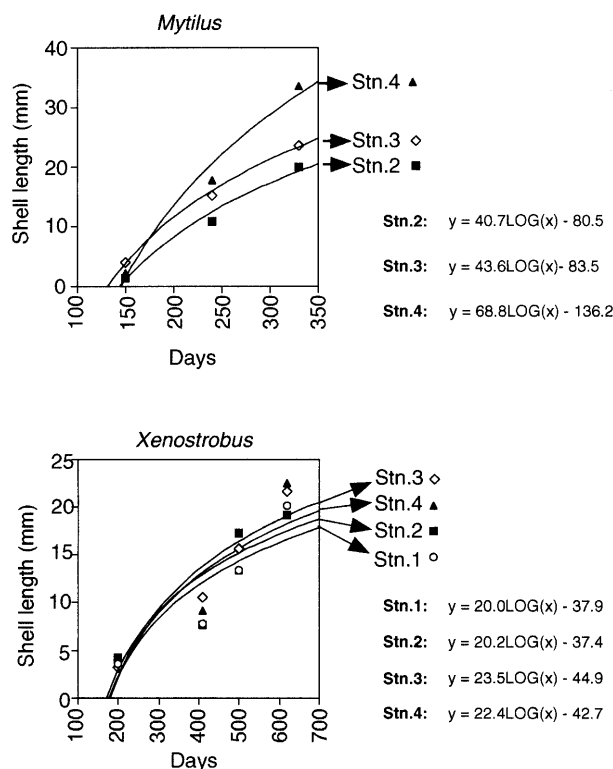 Mytilus
Shell length (mm)
40
30
20
10
0
100
150
200
250
300
350
Days
Stn.4
Stn.3
Stn.2
Stn.2: y = 40.7LOG(x) - 80.5
Stn.3: y = 43.6LOG(x)- 83.5
Stn.4: y = 68.8LOG(x) - 136.2
Xenostrobus
Shell length (mm)
25
20
15
10
5
0
100
200
300
400
500
600
700
Days
Stn.3
Stn.4
Stn.2
Stn.1
Stn.1: y = 20.0LOG(x) - 37.9
Stn.2: y = 20.2LOG(x) - 37.4
Stn.3: y = 23.5LOG(x) - 44.9
Stn.4: y = 22.4LOG(x) - 42.7